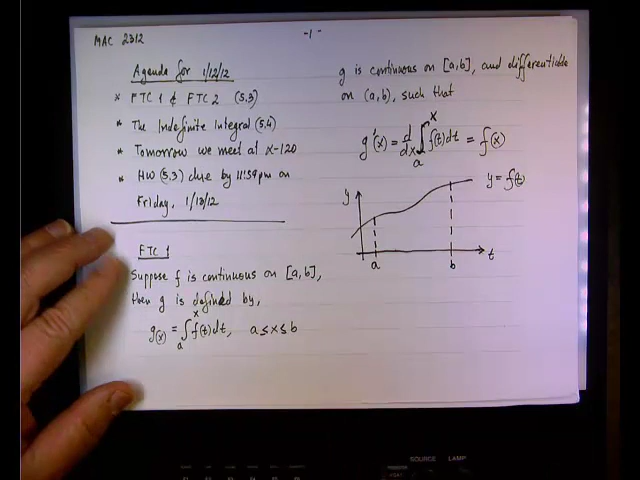 MAC 2312
-1-
Agenda for 1/12/12
* FTC 1 & FTC 2 (5.3)
* The Indefinite Integral (5.4)
* Tomorrow we meet at X-120
* HW (5.3) due by 11:59pm on
Friday, 1/13/12
FTC 1
Suppose f is continuous on [a,b],
then g is defined by,
g(x) = ∫_a^x f(t)dt, a ≤ x ≤ b
g is continuous on [a,b], and differentiable
on (a,b), such that
g'(x) = d/dx ∫_a^x f(t)dt = f(x)
y
y = f(t)
a
b
t
SOURCE LAMP